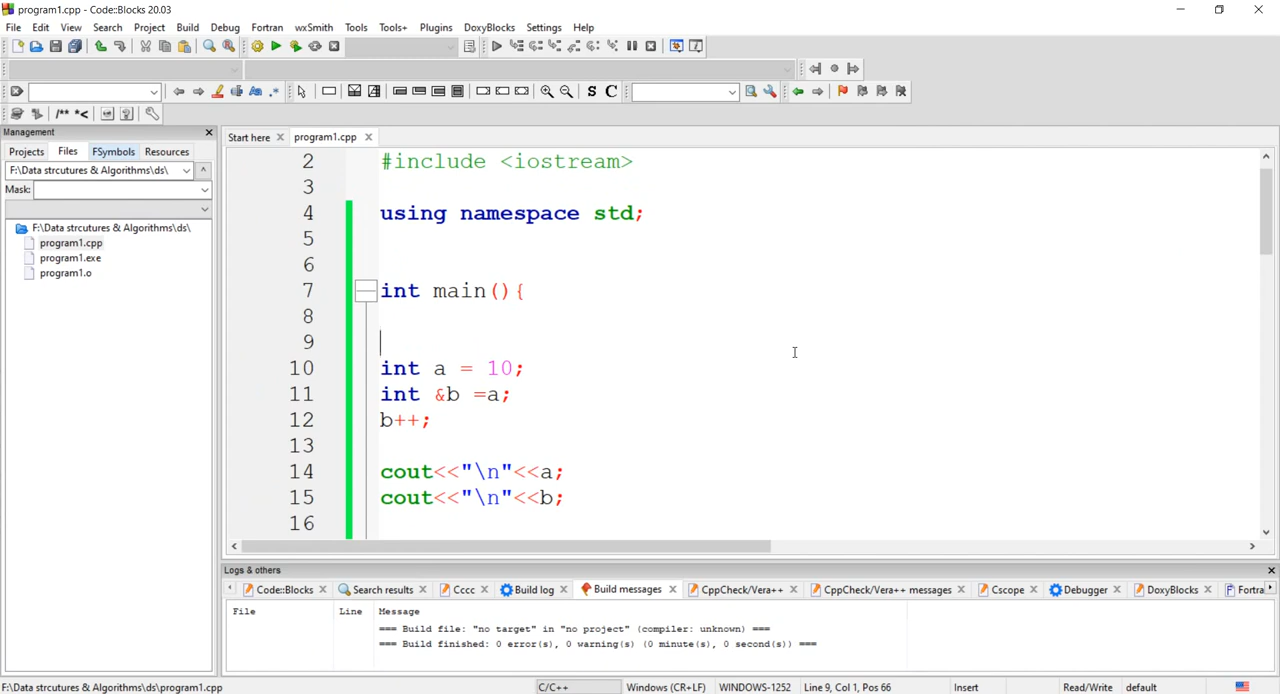 program1.cpp - Code::Blocks 20.03
File Edit View Search Project Build Debug Fortran wxSmith Tools Tools+ Plugins DoxyBlocks Settings Help
S C
/** *<
Management
Projects Files FSymbols Resources
F:\Data strcutures & Algorithms\ds\
Mask:
F:\Data strcutures & Algorithms\ds\
program1.cpp
program1.exe
program1.o
Start here program1.cpp
2 #include <iostream>
3
4 using namespace std;
5
6
7 int main(){
8
9
10 int a = 10;
11 int &b =a;
12 b++;
13
14 cout<<"\n"<<a;
15 cout<<"\n"<<b;
16
Logs & others
Code::Blocks Search results Cccc Build log Build messages CppCheck/Vera++ CppCheck/Vera++ messages Cscope Debugger DoxyBlocks Fortra
File Line Message
=== Build file: "no target" in "no project" (compiler: unknown) ===
=== Build finished: 0 error(s), 0 warning(s) (0 minute(s), 0 second(s)) ===
F:\Data strcutures & Algorithms\ds\program1.cpp C/C++ Windows (CR+LF) WINDOWS-1252 Line 9, Col 1, Pos 66 Insert Read/Write default